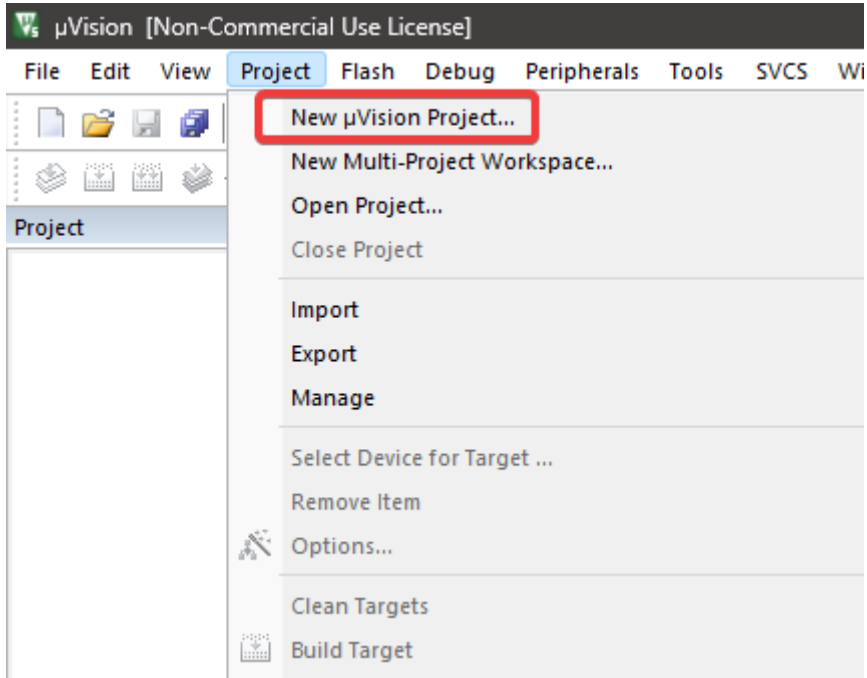 µVision [Non-Commercial Use License]
File Edit View Project Flash Debug Peripherals Tools SVCS Wi
New µVision Project...
New Multi-Project Workspace...
Open Project...
Project
Close Project
Import
Export
Manage
Select Device for Target ...
Remove Item
Options...
Clean Targets
Build Target